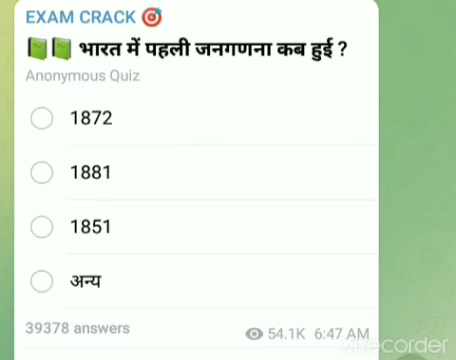 EXAM CRACK 🎯
📗📗 भारत में पहली जनगणना कब हुई ?
Anonymous Quiz
1872
1881
1851
अन्य
39378 answers
54.1K 6:47 AM
ecorder